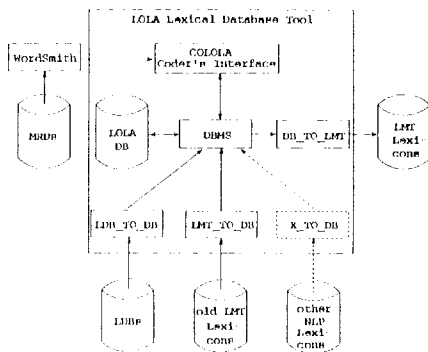 LOLA Lexical Database Tool
WordSmith
COLOLA
Coder's Interface
MRDs
LOLA
DB
DBMS
DB_TO_LMT
LMT
Lexi-
cons
LDB_TO_DB
LMT_TO_DB
X_TO_DB
LDBs
old LMT
Lexi-
cons
other
NLP
Lexi-
cons